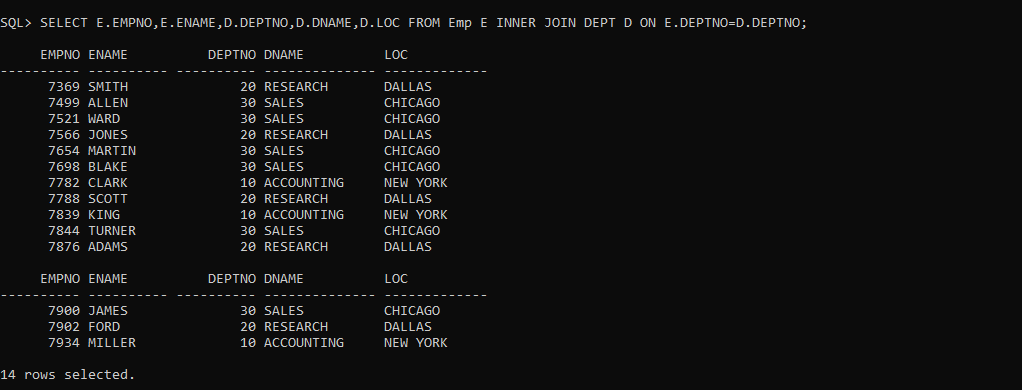 SQL> SELECT E.EMPNO,E.ENAME,D.DEPTNO,D.DNAME,D.LOC FROM Emp E INNER JOIN DEPT D ON E.DEPTNO=D.DEPTNO;
     EMPNO ENAME          DEPTNO DNAME          LOC
---------- ---------- ---------- -------------- -------------
      7369 SMITH              20 RESEARCH       DALLAS
      7499 ALLEN              30 SALES          CHICAGO
      7521 WARD               30 SALES          CHICAGO
      7566 JONES              20 RESEARCH       DALLAS
      7654 MARTIN             30 SALES          CHICAGO
      7698 BLAKE              30 SALES          CHICAGO
      7782 CLARK              10 ACCOUNTING     NEW YORK
      7788 SCOTT              20 RESEARCH       DALLAS
      7839 KING               10 ACCOUNTING     NEW YORK
      7844 TURNER             30 SALES          CHICAGO
      7876 ADAMS              20 RESEARCH       DALLAS
     EMPNO ENAME          DEPTNO DNAME          LOC
---------- ---------- ---------- -------------- -------------
      7900 JAMES              30 SALES          CHICAGO
      7902 FORD               20 RESEARCH       DALLAS
      7934 MILLER             10 ACCOUNTING     NEW YORK
14 rows selected.